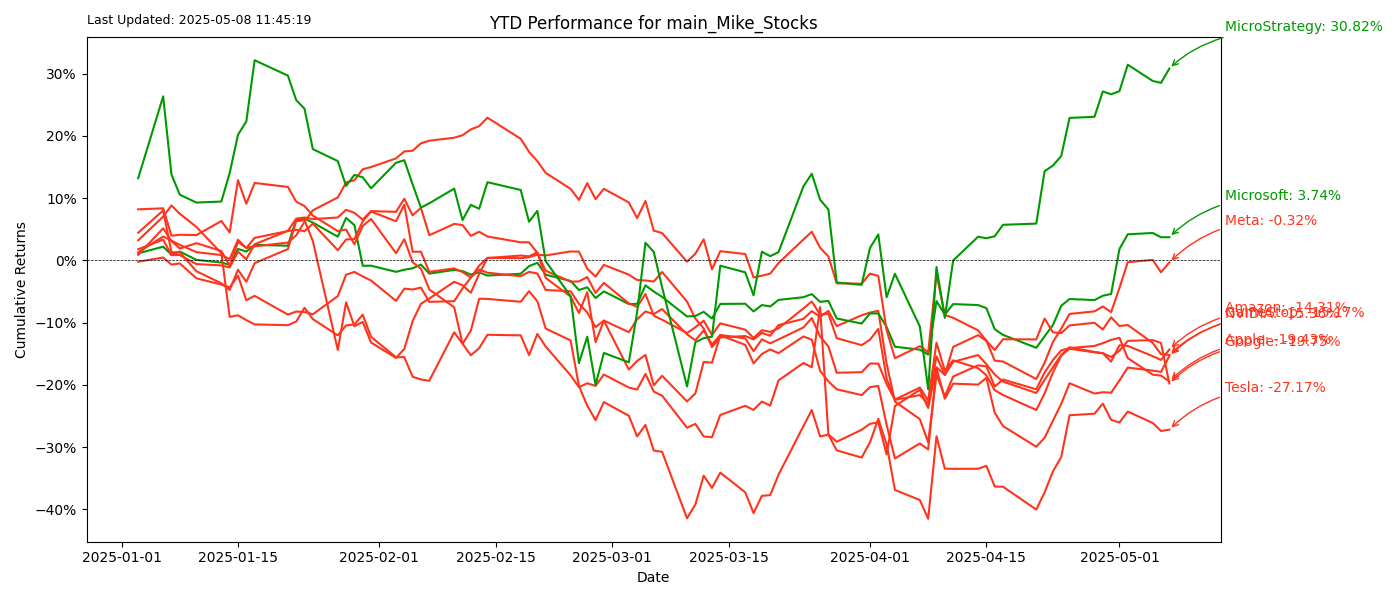 Last Updated: 2025-05-08 11:45:19
YTD Performance for main_Mike_Stocks
MicroStrategy: 30.82%
30%
20%
10%
0%
−10%
−20%
−30%
−40%
Cumulative Returns
Microsoft: 3.74%
Meta: -0.32%
Amazon: -14.31%
Apple: -19.43%
Tesla: -27.17%
2025-01-01
2025-01-15
2025-02-01
2025-02-15
2025-03-01
2025-03-15
2025-04-01
2025-04-15
2025-05-01
Date